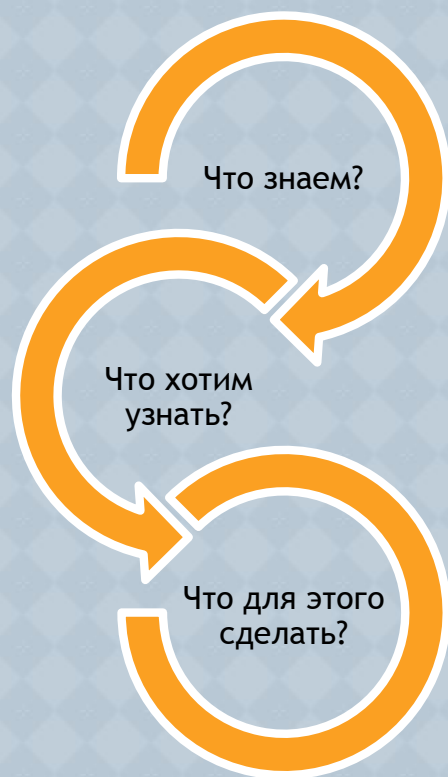 Что знаем?
Что хотим
узнать?
Что для этого
сделать?